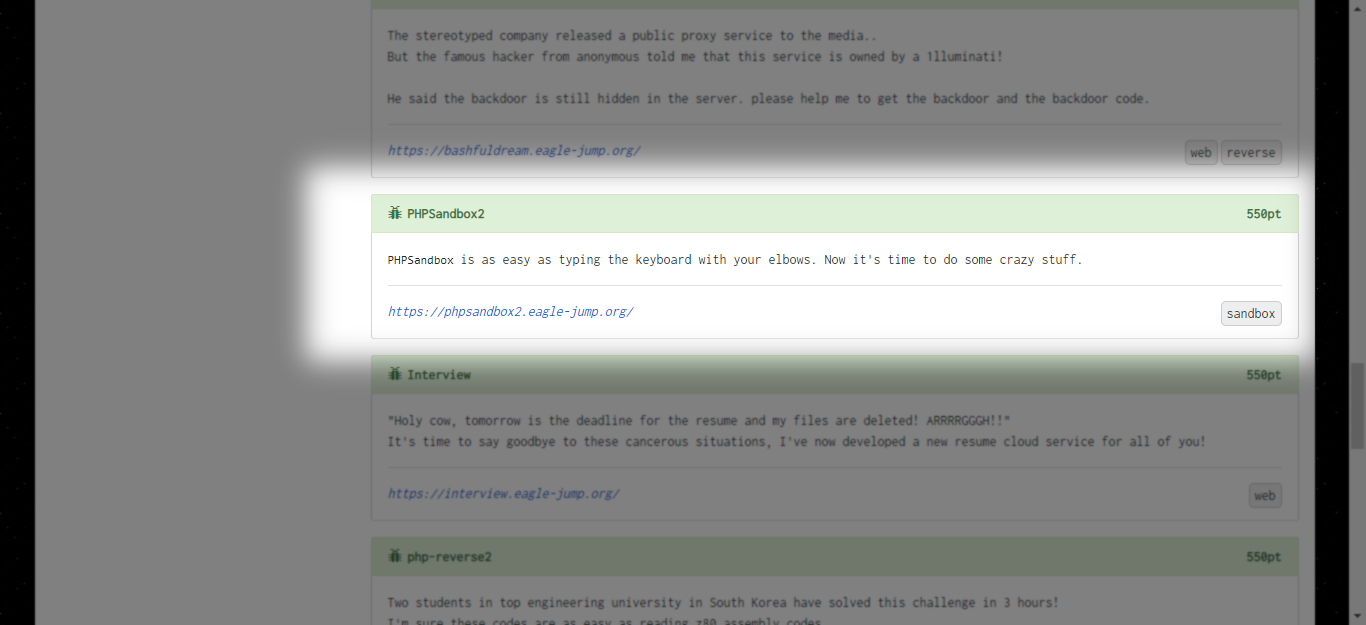 The stereotyped company released a public proxy service to the media..
But the famous hacker from anonymous told me that this service is owned by a 1lluminati!
He said the backdoor is still hidden in the server. please help me to get the backdoor and the backdoor code.
https://bashfuldream.eagle-jump.org/ web reverse
PHPSandbox2 550pt
PHPSandbox is as easy as typing the keyboard with your elbows. Now it's time to do some crazy stuff.
https://phpsandbox2.eagle-jump.org/ sandbox
Interview 550pt
"Holy cow, tomorrow is the deadline for the resume and my files are deleted! ARRRRGGGH!!"
It's time to say goodbye to these cancerous situations, I've now developed a new resume cloud service for all of you!
https://interview.eagle-jump.org/ web
php-reverse2 550pt
Two students in top engineering university in South Korea have solved this challenge in 3 hours!
I'm sure these codes are as easy as reading z80 assembly codes